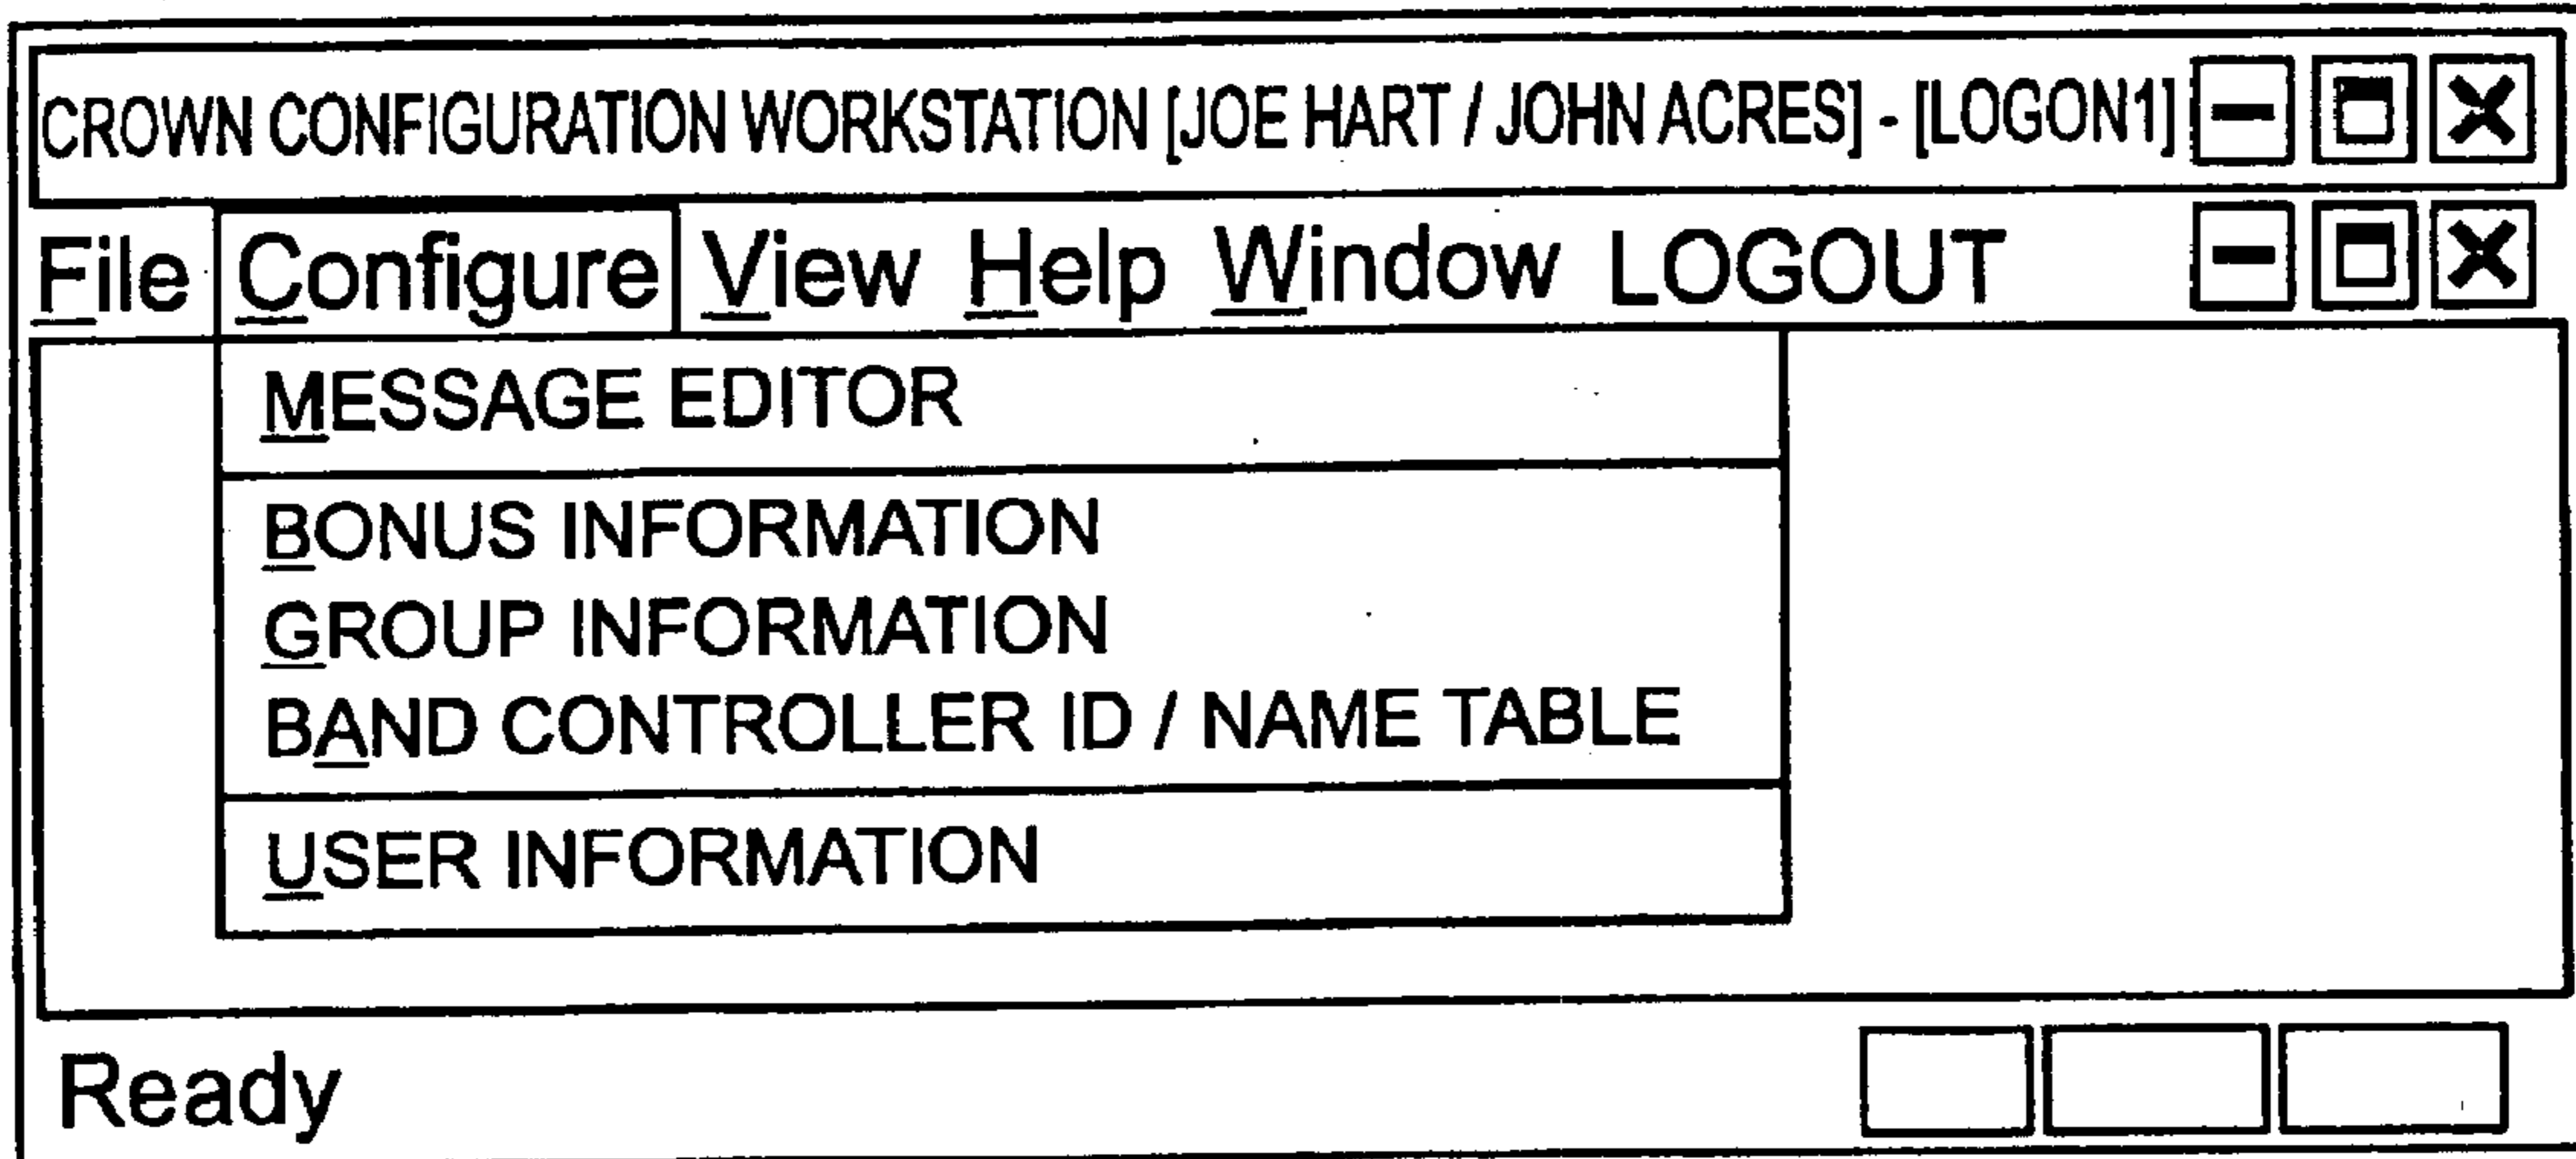 CROWN CONFIGURATION WORKSTATION [JOE HART / JOHN ACRES] - [LOGON1]
File Configure View Help Window LOGOUT
MESSAGE EDITOR
BONUS INFORMATION
GROUP INFORMATION
BAND CONTROLLER ID / NAME TABLE
USER INFORMATION
Ready